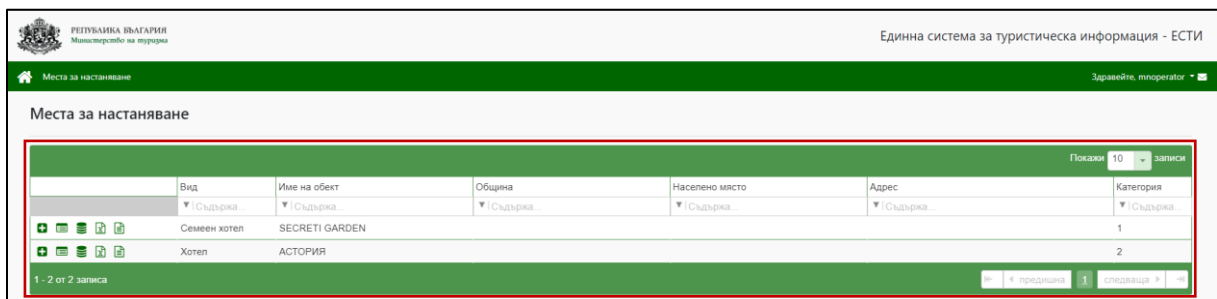 РЕПУБЛИКА БЪЛГАРИЯ
Министерство на туризма
Единна система за туристическа информация - ЕСТИ
Места за настаняване
Здравейте, mnoperator
Места за настаняване
Покажи 10 записи
Вид Име на обект Община Населено място Адрес Категория
Съдържа... Съдържа... Съдържа... Съдържа... Съдържа... Съдържа...
Семеен хотел SECRETI GARDEN 1
Хотел АСТОРИЯ 2
1 - 2 от 2 записа
предишна 1 следваща